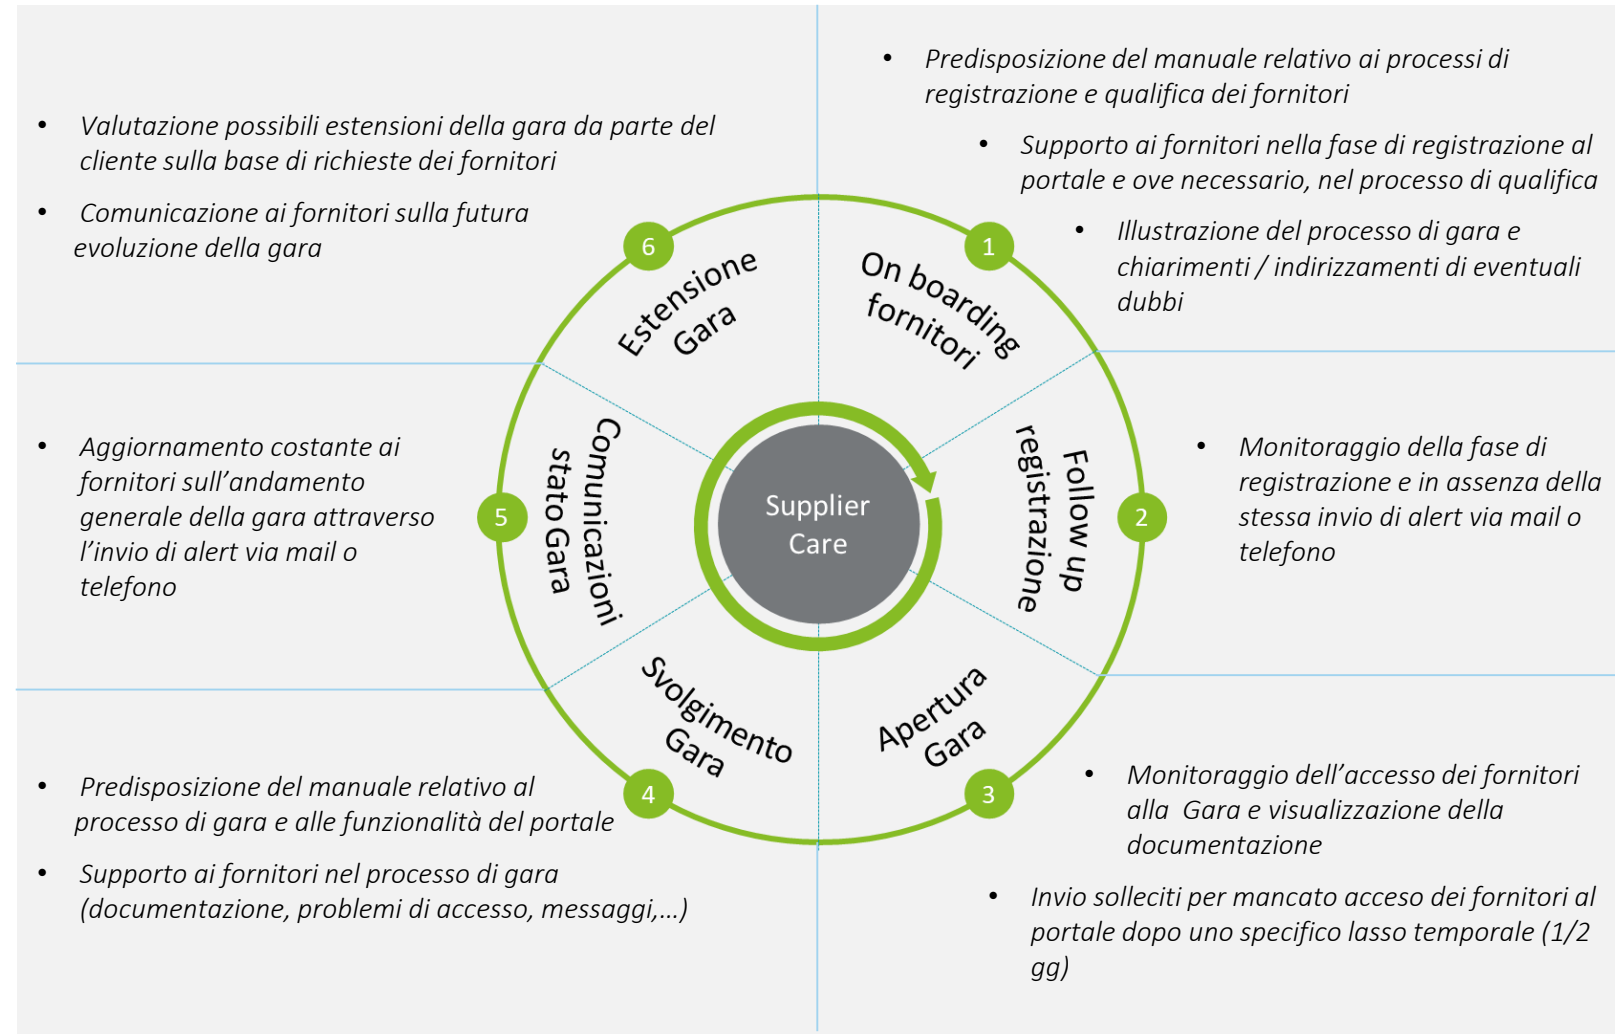 • Predisposizione del manuale relativo ai processi di
registrazione e qualifica dei fornitori
• Supporto ai fornitori nella fase di registrazione al
portale e ove necessario, nel processo di qualifica
• Illustrazione del processo di gara e
chiarimenti / indirizzamenti di eventuali
dubbi
1
On boarding
fornitori
• Monitoraggio della fase di
registrazione e in assenza della
stessa invio di alert via mail o
telefono
2
Follow up
registrazione
• Monitoraggio dell’accesso dei fornitori
alla  Gara e visualizzazione della
documentazione
• Invio solleciti per mancato acceso dei fornitori al
portale dopo uno specifico lasso temporale (1/2
gg)
3
Apertura
Gara
• Predisposizione del manuale relativo al
processo di gara e alle funzionalità del portale
• Supporto ai fornitori nel processo di gara
(documentazione, problemi di accesso, messaggi,…)
4
Svolgimento
Gara
• Aggiornamento costante ai
fornitori sull’andamento
generale della gara attraverso
l’invio di alert via mail o
telefono
5
Comunicazioni
stato Gara
• Valutazione possibili estensioni della gara da parte del
cliente sulla base di richieste dei fornitori
• Comunicazione ai fornitori sulla futura
evoluzione della gara
6
Estensione
Gara
Supplier
Care